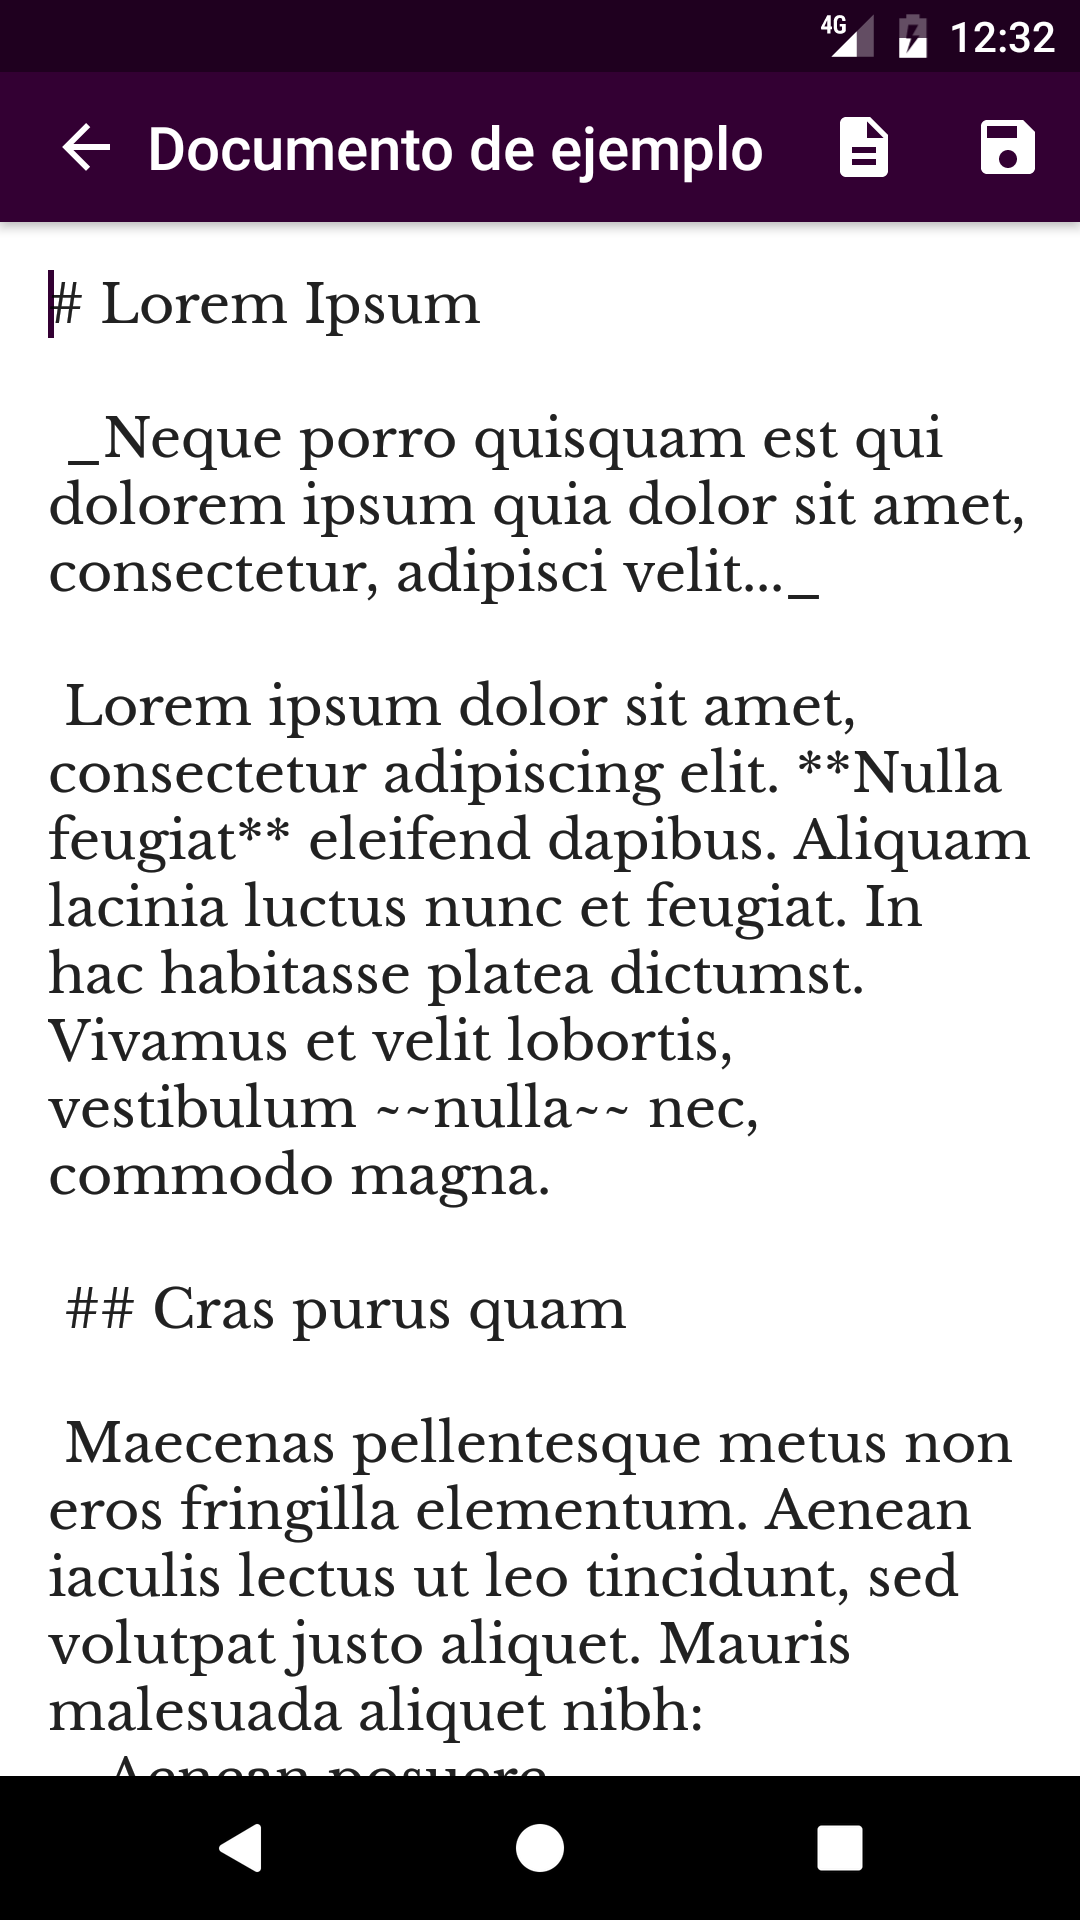 4G 12:32
Documento de ejemplo
# Lorem Ipsum
_Neque porro quisquam est qui
dolorem ipsum quia dolor sit amet,
consectetur, adipisci velit..._
Lorem ipsum dolor sit amet,
consectetur adipiscing elit. **Nulla
feugiat** eleifend dapibus. Aliquam
lacinia luctus nunc et feugiat. In
hac habitasse platea dictumst.
Vivamus et velit lobortis,
vestibulum ~~nulla~~ nec,
commodo magna.
## Cras purus quam
Maecenas pellentesque metus non
eros fringilla elementum. Aenean
iaculis lectus ut leo tincidunt, sed
volutpat justo aliquet. Mauris
malesuada aliquet nibh:
Aenean posuere